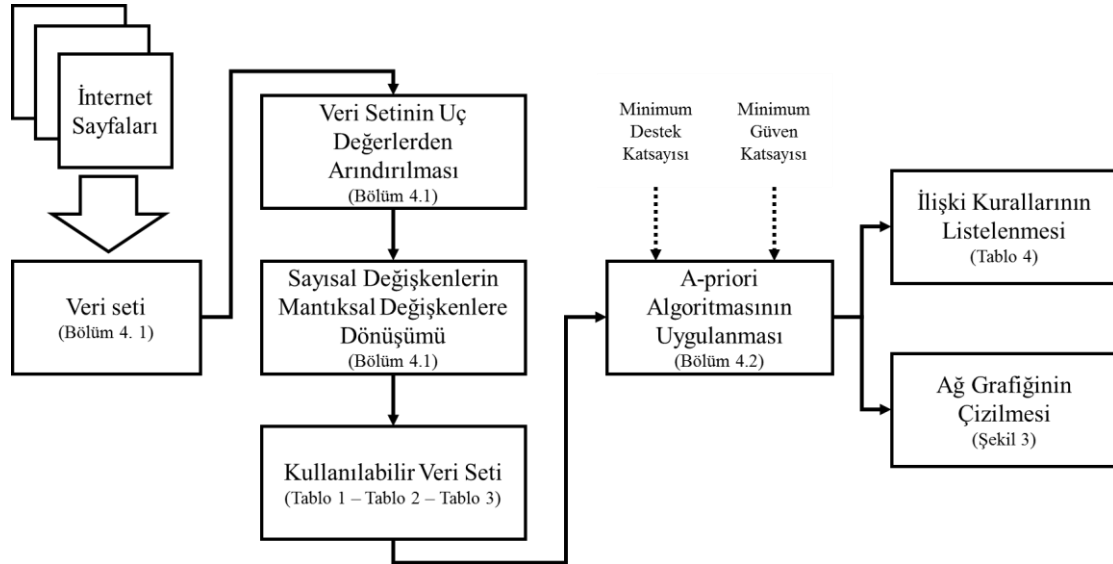 İnternet
Sayfaları
Veri seti
(Bölüm 4. 1)
Veri Setinin Uç
Değerlerden
Arındırılması
(Bölüm 4.1)
Sayısal Değişkenlerin
Mantıksal Değişkenlere
Dönüşümü
(Bölüm 4.1)
Kullanılabilir Veri Seti
(Tablo 1 – Tablo 2 – Tablo 3)
Minimum
Destek
Katsayısı
Minimum
Güven
Katsayısı
A-priori
Algoritmasının
Uygulanması
(Bölüm 4.2)
İlişki Kurallarının
Listelenmesi
(Tablo 4)
Ağ Grafiğinin
Çizilmesi
(Şekil 3)